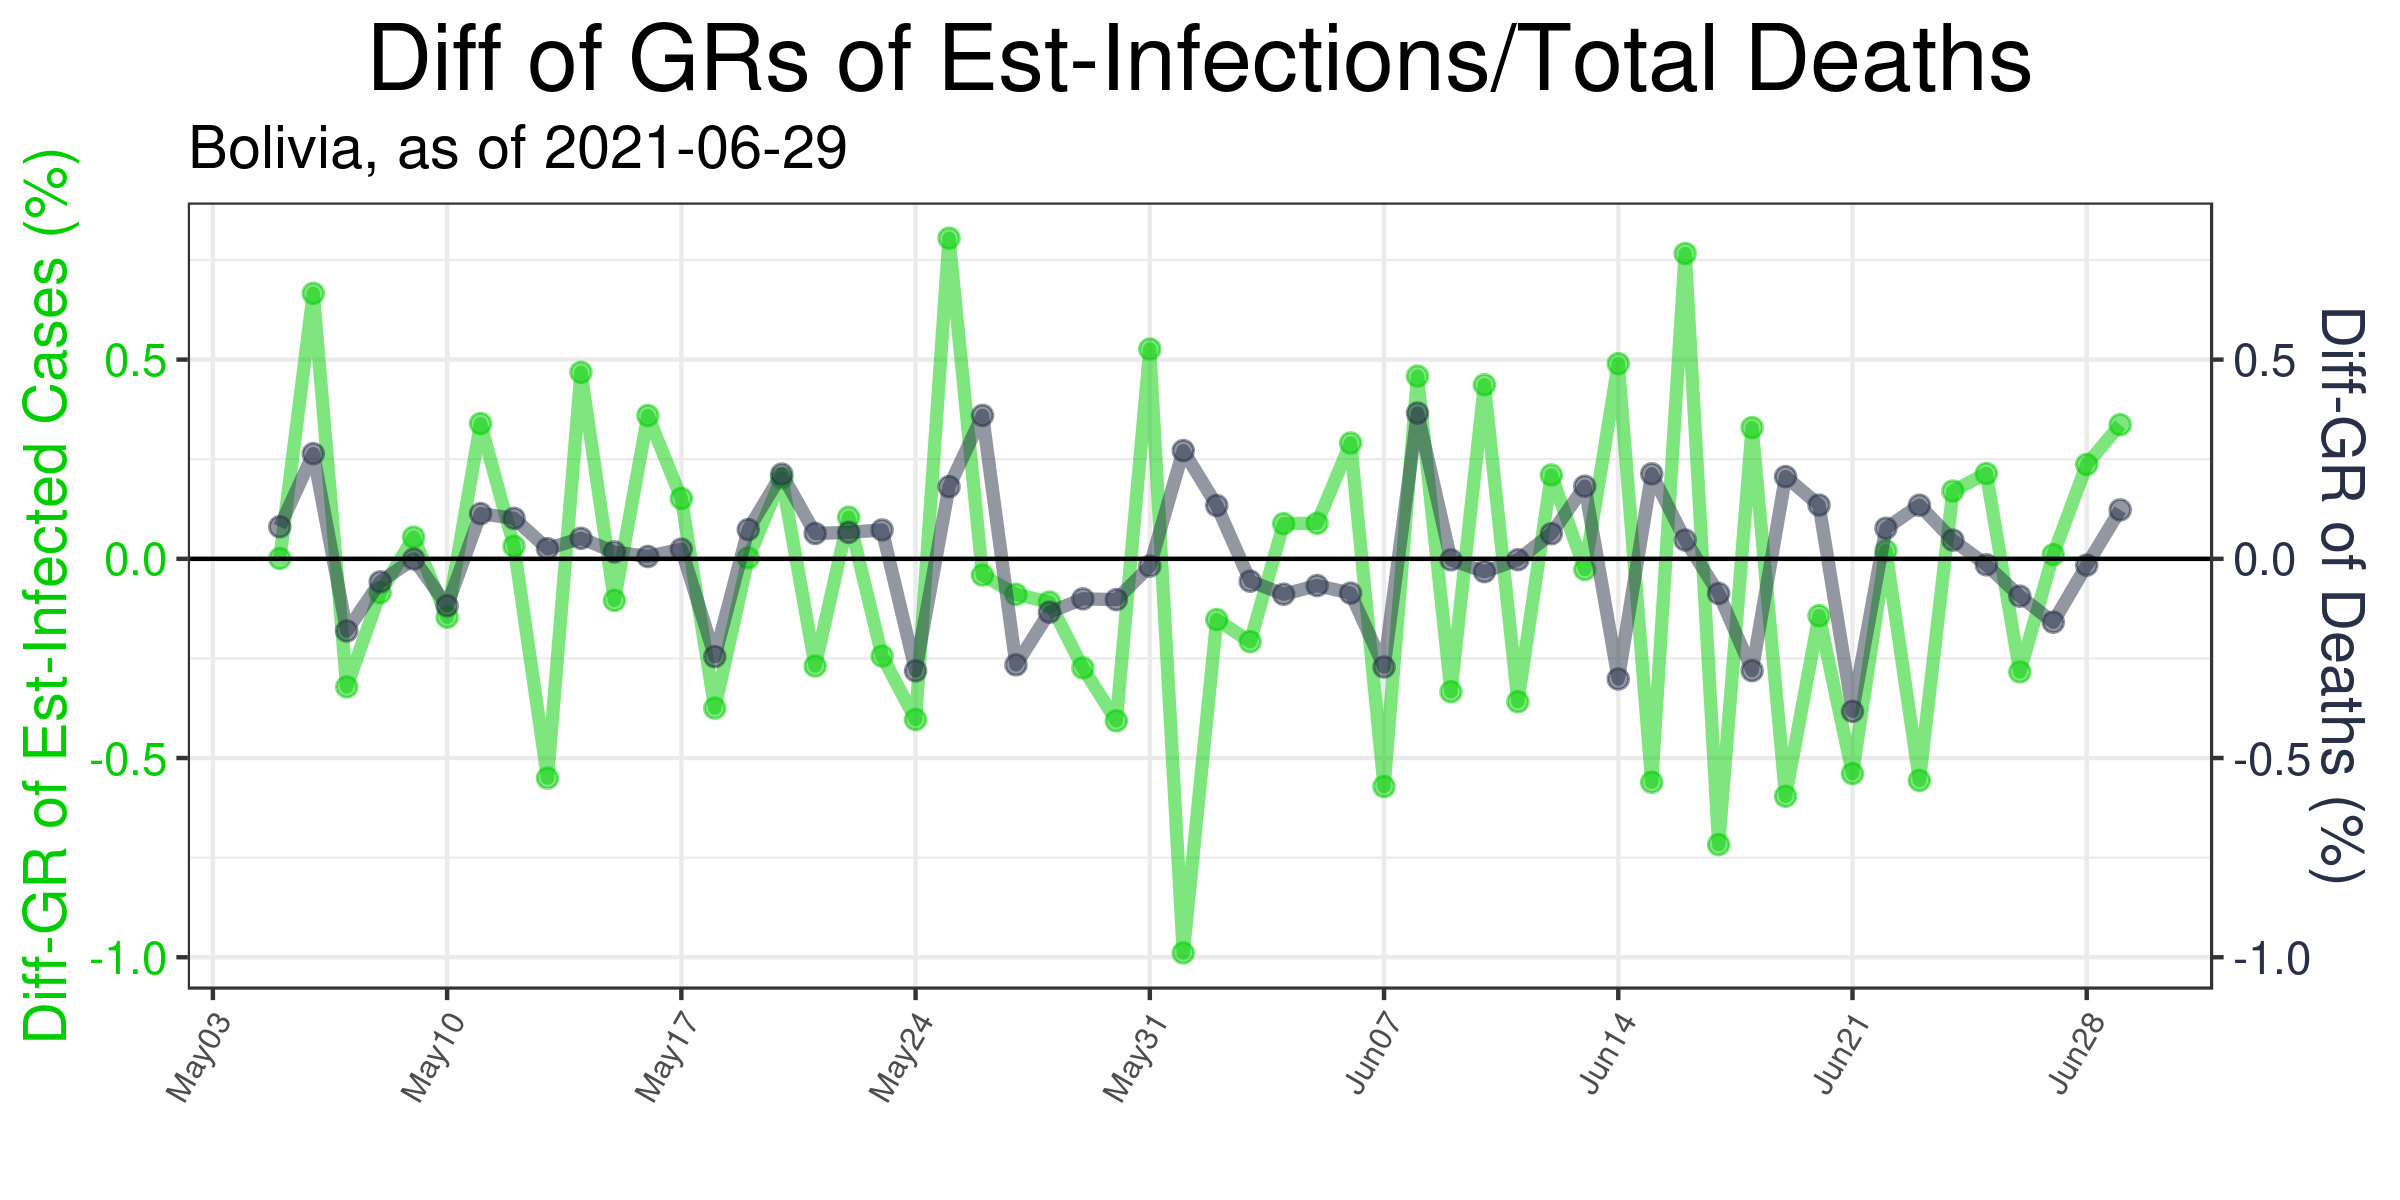 Diff of GRs of Est-Infections/Total Deaths
Bolivia, as of 2021-06-29
Diff-GR of Est-Infected Cases (%)
0.5
0.0
-0.5
-1.0
0.5
0.0
-0.5
-1.0
Diff-GR of Deaths (%)
May03
May10
May17
May24
May31
Jun07
Jun14
Jun21
Jun28